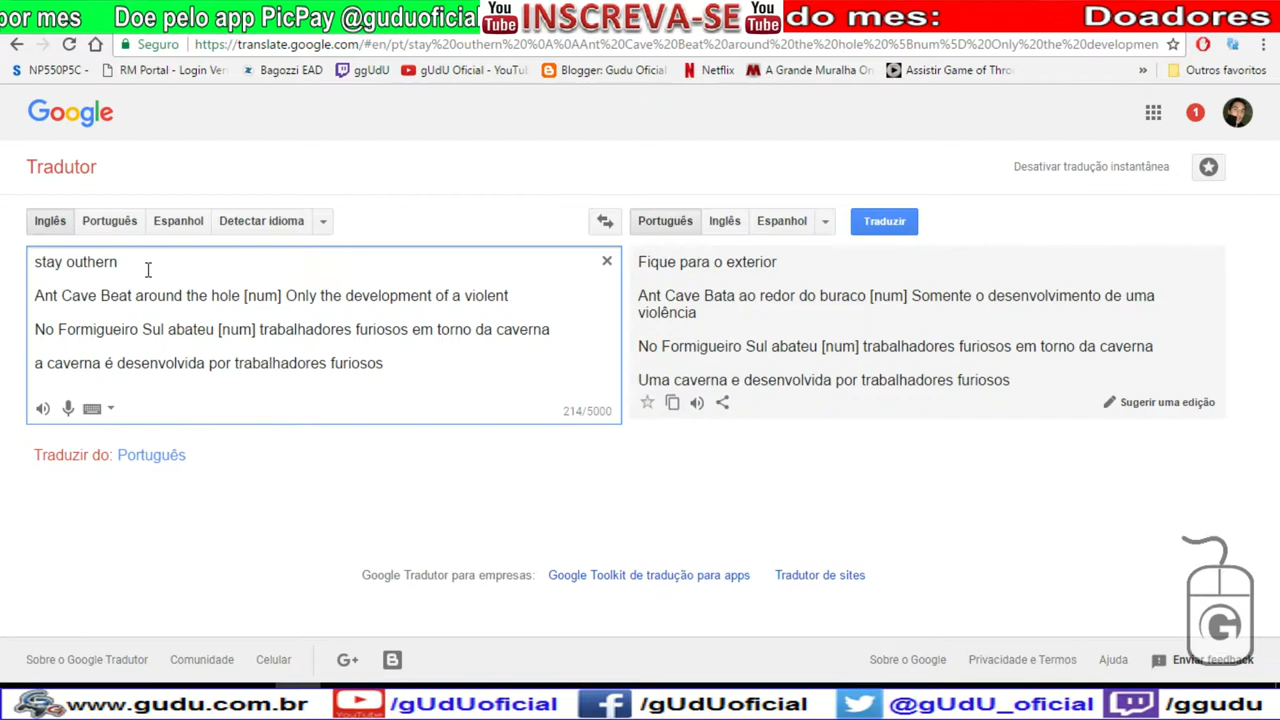 por mes! Doe pelo app PicPay @guduoficial You Tube INSCREVA-SE You Tube do mes: Doadores
Seguro https://translate.google.com/#en/pt/stay%20outhern%20%0A%0AAnt%20Cave%20Beat%20around%20the%20hole%20%5Bnum%5D%20Only%20the%20developmen
NP550P5C - RM Portal - Login Ver Bagozzi EAD ggUdU gUdU Oficial - YouTu Blogger: Gudu Oficial Netflix A Grande Muralha On Assistir Game of Thro » Outros favoritos
Google 1
Tradutor Desativar tradução instantânea
Inglês Português Espanhol Detectar idioma Português Inglês Espanhol Traduzir
stay outhern
Ant Cave Beat around the hole [num] Only the development of a violent
No Formigueiro Sul abateu [num] trabalhadores furiosos em torno da caverna
a caverna é desenvolvida por trabalhadores furiosos
214/5000
Fique para o exterior
Ant Cave Bata ao redor do buraco [num] Somente o desenvolvimento de uma
violência
No Formigueiro Sul abateu [num] trabalhadores furiosos em torno da caverna
Uma caverna e desenvolvida por trabalhadores furiosos
Sugerir uma edição
Traduzir do: Português
Google Tradutor para empresas: Google Toolkit de tradução para apps Tradutor de sites
G
Sobre o Google Tradutor Comunidade Celular G+ B Sobre o Google Privacidade e Termos Ajuda Enviar feedback
www.gudu.com.br YouTube /gUdUoficial /gUdUoficial @gUdU_oficial /ggudu